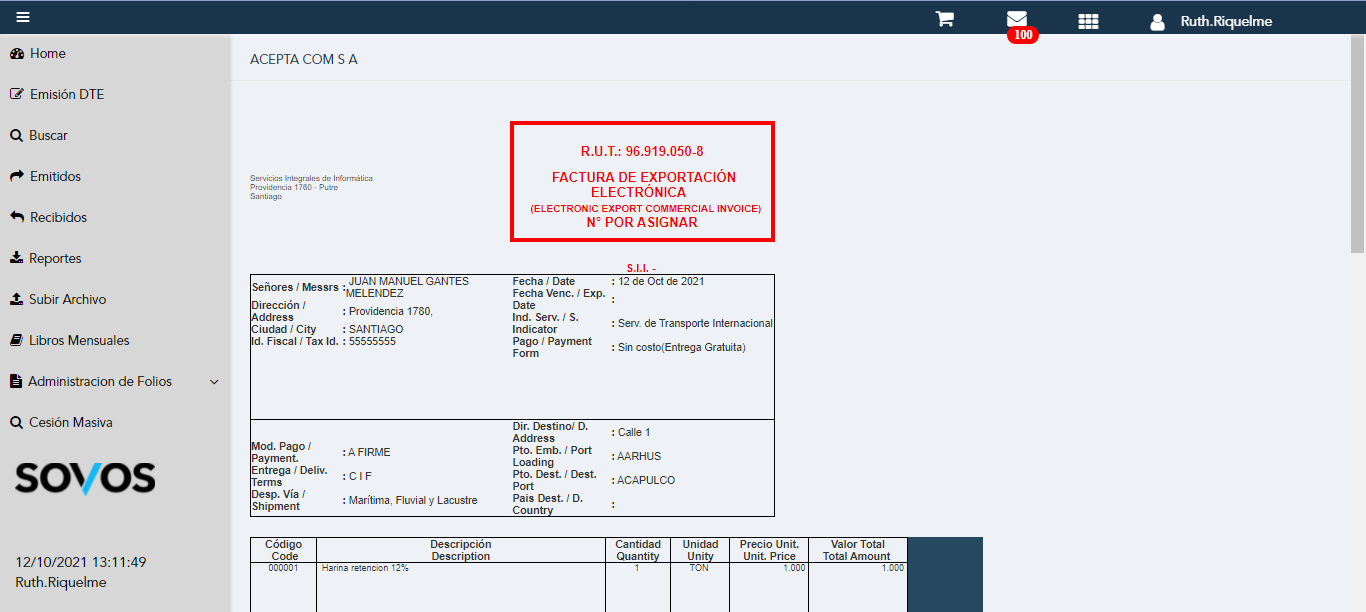 Ruth.Riquelme
100
Home
Emisión DTE
Buscar
Emitidos
Recibidos
Reportes
Subir Archivo
Libros Mensuales
Administracion de Folios
Cesión Masiva
SOVOS
12/10/2021 13:11:49
Ruth.Riquelme
ACEPTA COM S A
Servicios Integrales de Informática
Providencia 1760 - Putre
Santiago
R.U.T.: 96.919.050-8
FACTURA DE EXPORTACIÓN
ELECTRÓNICA
(ELECTRONIC EXPORT COMMERCIAL INVOICE)
N° POR ASIGNAR
S.I.I. -
Señores / Messrs : JUAN MANUEL GANTES
MELENDEZ
Dirección /
Address : Providencia 1780,
Ciudad / City : SANTIAGO
Id. Fiscal / Tax Id. : 55555555
Fecha / Date : 12 de Oct de 2021
Fecha Venc. / Exp.
Date :
Ind. Serv. / S.
Indicator : Serv. de Transporte Internacional
Pago / Payment
Form : Sin costo(Entrega Gratuita)
Mod. Pago /
Payment. : A FIRME
Entrega / Deliv.
Terms : C I F
Desp. Vía /
Shipment : Marítima, Fluvial y Lacustre
Dir. Destino/ D.
Address : Calle 1
Pto. Emb. / Port
Loading : AARHUS
Pto. Dest. / Dest.
Port : ACAPULCO
Pais Dest. / D.
Country :
Código Descripción Cantidad Unidad Precio Unit. Valor Total
Code Description Quantity Unity Unit. Price Total Amount
000001 Harina retencion 12% 1 TON 1.000 1.000